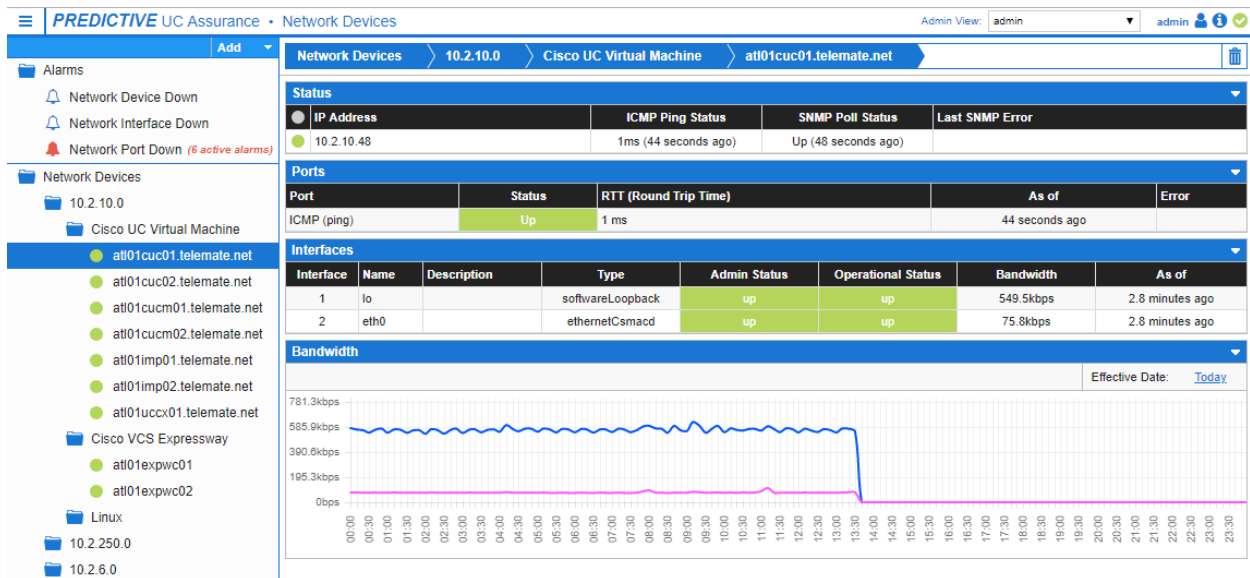 PREDICTIVE UC Assurance • Network Devices
Admin View: admin
admin
Add
Alarms
Network Device Down
Network Interface Down
Network Port Down (6 active alarms)
Network Devices
10.2.10.0
Cisco UC Virtual Machine
atl01cuc01.telemate.net
atl01cuc02.telemate.net
atl01cucm01.telemate.net
atl01cucm02.telemate.net
atl01imp01.telemate.net
atl01imp02.telemate.net
atl01uccx01.telemate.net
Cisco VCS Expressway
atl01expwc01
atl01expwc02
Linux
10.2.250.0
10.2.6.0
Network Devices 10.2.10.0 Cisco UC Virtual Machine atl01cuc01.telemate.net
Status
IP Address ICMP Ping Status SNMP Poll Status Last SNMP Error
10.2.10.48 1ms (44 seconds ago) Up (48 seconds ago)
Ports
Port Status RTT (Round Trip Time) As of Error
ICMP (ping) Up 1 ms 44 seconds ago
Interfaces
Interface Name Description Type Admin Status Operational Status Bandwidth As of
1 lo softwareLoopback up up 549.5kbps 2.8 minutes ago
2 eth0 ethernetCsmacd up up 75.8kbps 2.8 minutes ago
Bandwidth
Effective Date: Today
781.3kbps
585.9kbps
390.6kbps
195.3kbps
0bps
00:00 00:30 01:00 01:30 02:00 02:30 03:00 03:30 04:00 04:30 05:00 05:30 06:00 06:30 07:00 07:30 08:00 08:30 09:00 09:30 10:00 10:30 11:00 11:30 12:00 12:30 13:00 13:30 14:00 14:30 15:00 15:30 16:00 16:30 17:00 17:30 18:00 18:30 19:00 19:30 20:00 20:30 21:00 21:30 22:00 22:30 23:00 23:30